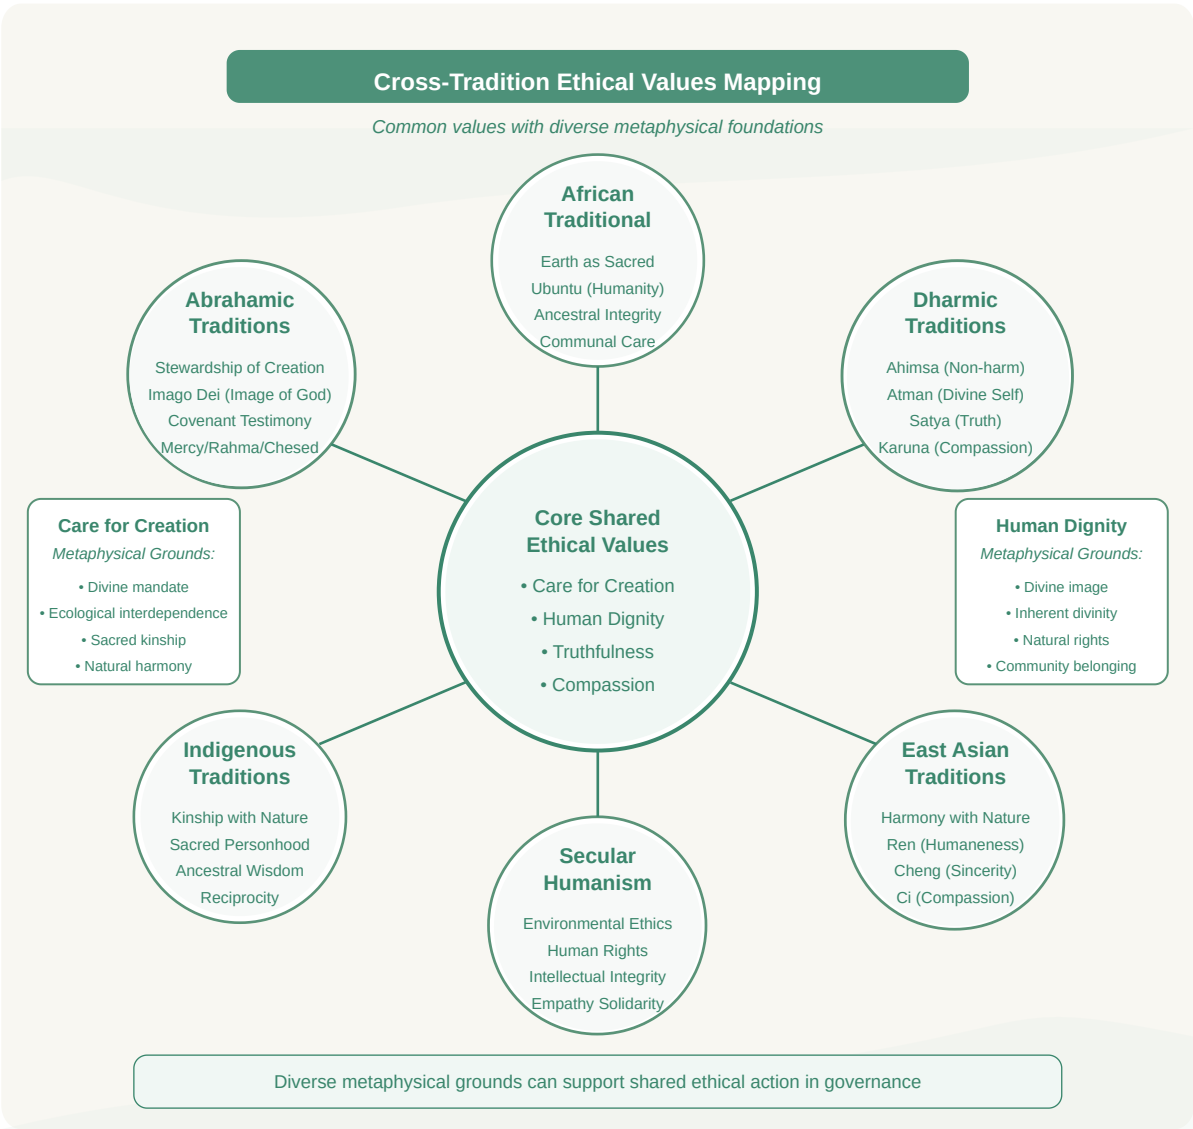 Cross-Tradition Ethical Values Mapping
Common values with diverse metaphysical foundations
African
Traditional
Earth as Sacred
Ubuntu (Humanity)
Ancestral Integrity
Communal Care
Abrahamic
Traditions
Stewardship of Creation
Imago Dei (Image of God)
Covenant Testimony
Mercy/Rahma/Chesed
Dharmic
Traditions
Ahimsa (Non-harm)
Atman (Divine Self)
Satya (Truth)
Karuna (Compassion)
Core Shared
Ethical Values
• Care for Creation
• Human Dignity
• Truthfulness
• Compassion
Care for Creation
Metaphysical Grounds:
• Divine mandate
• Ecological interdependence
• Sacred kinship
• Natural harmony
Human Dignity
Metaphysical Grounds:
• Divine image
• Inherent divinity
• Natural rights
• Community belonging
Indigenous
Traditions
Kinship with Nature
Sacred Personhood
Ancestral Wisdom
Reciprocity
Secular
Humanism
Environmental Ethics
Human Rights
Intellectual Integrity
Empathy Solidarity
East Asian
Traditions
Harmony with Nature
Ren (Humaneness)
Cheng (Sincerity)
Ci (Compassion)
Diverse metaphysical grounds can support shared ethical action in governance